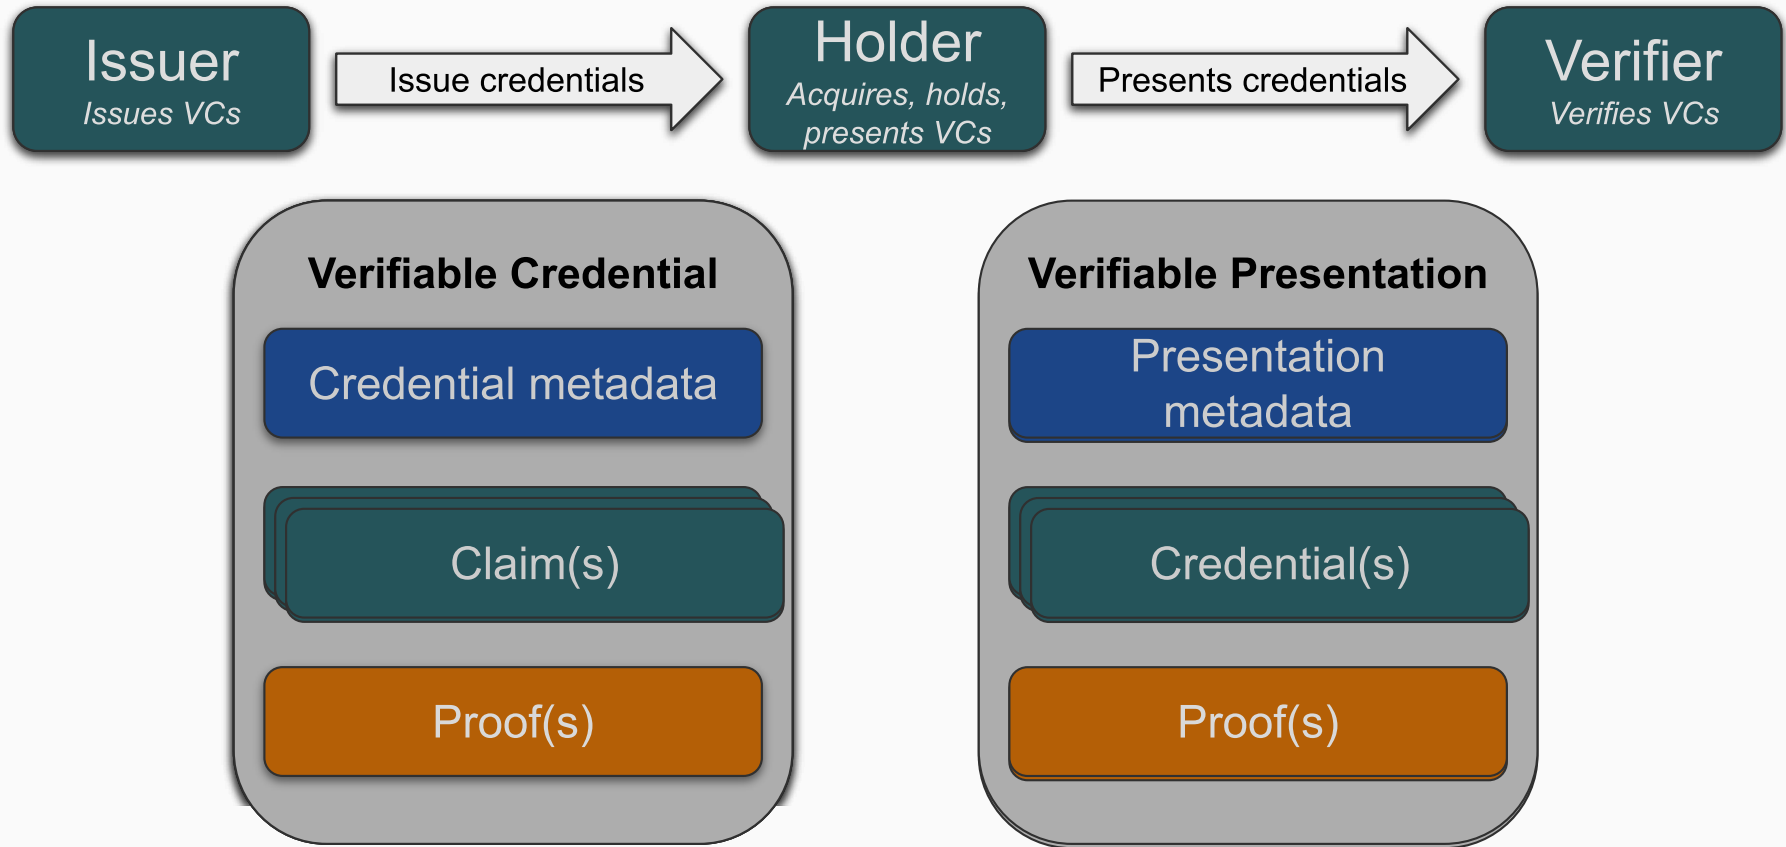 Issuer
Issues VCs
Issue credentials
Holder
Acquires, holds,
presents VCs
Presents credentials
Verifier
Verifies VCs
Verifiable Credential
Credential metadata
Claim(s)
Proof(s)
Verifiable Presentation
Presentation
metadata
Credential(s)
Proof(s)